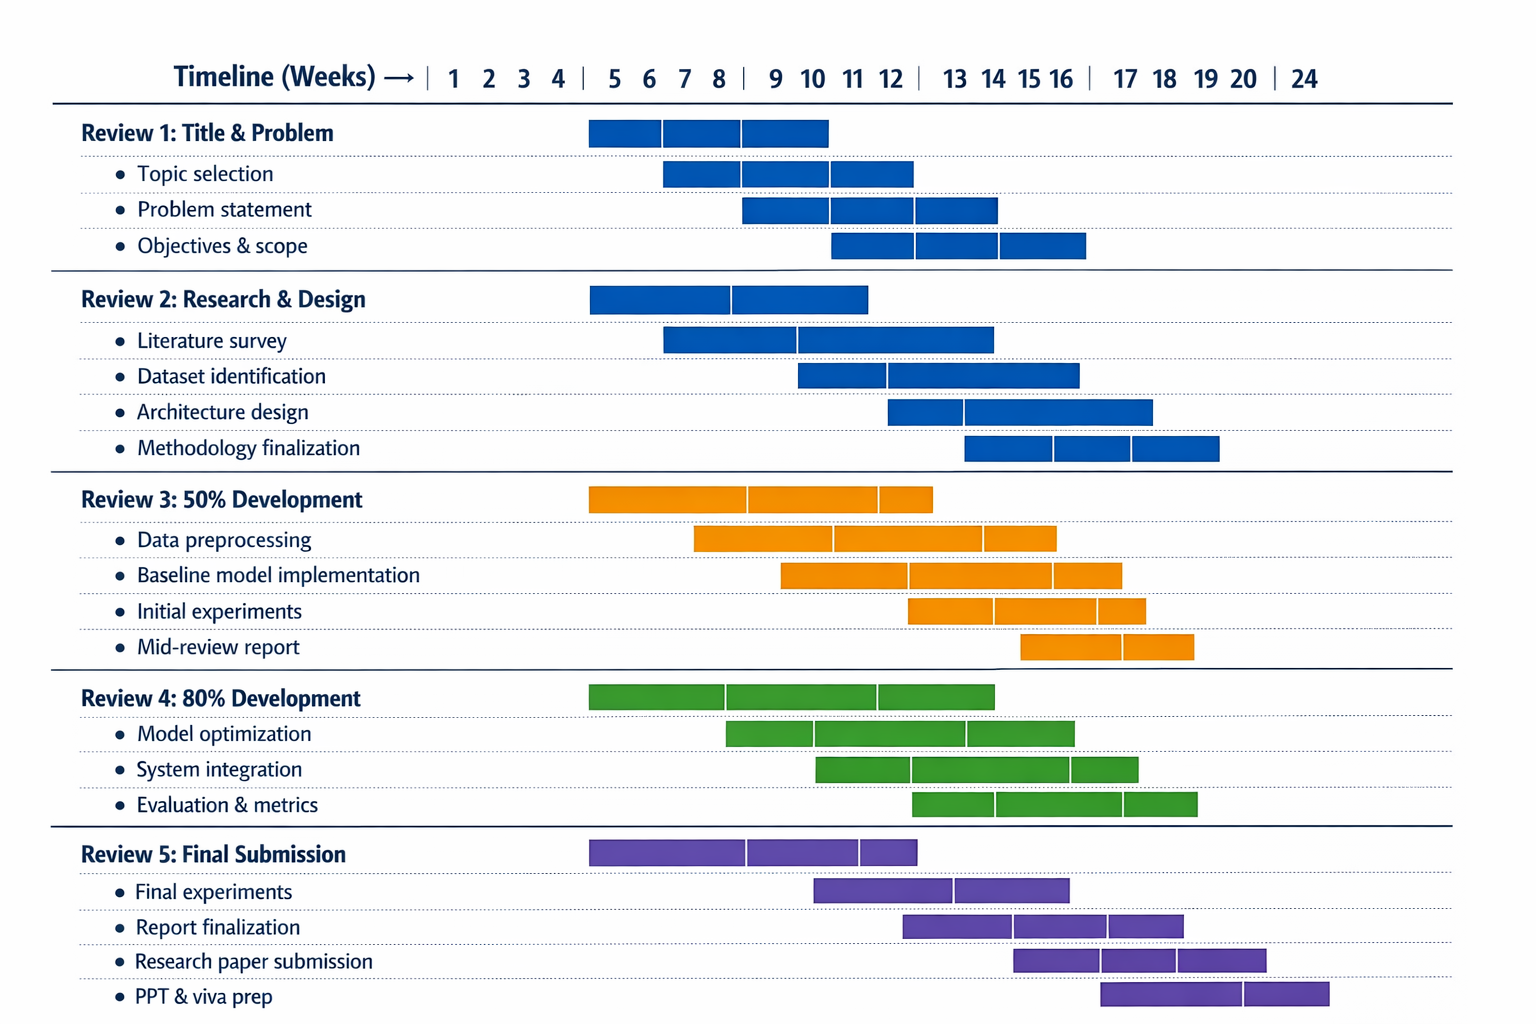 Timeline (Weeks) → | 1 2 3 4 | 5 6 7 8 | 9 10 11 12 | 13 14 15 16 | 17 18 19 20 | 24
Review 1: Title & Problem
• Topic selection
• Problem statement
• Objectives & scope
Review 2: Research & Design
• Literature survey
• Dataset identification
• Architecture design
• Methodology finalization
Review 3: 50% Development
• Data preprocessing
• Baseline model implementation
• Initial experiments
• Mid-review report
Review 4: 80% Development
• Model optimization
• System integration
• Evaluation & metrics
Review 5: Final Submission
• Final experiments
• Report finalization
• Research paper submission
• PPT & viva prep